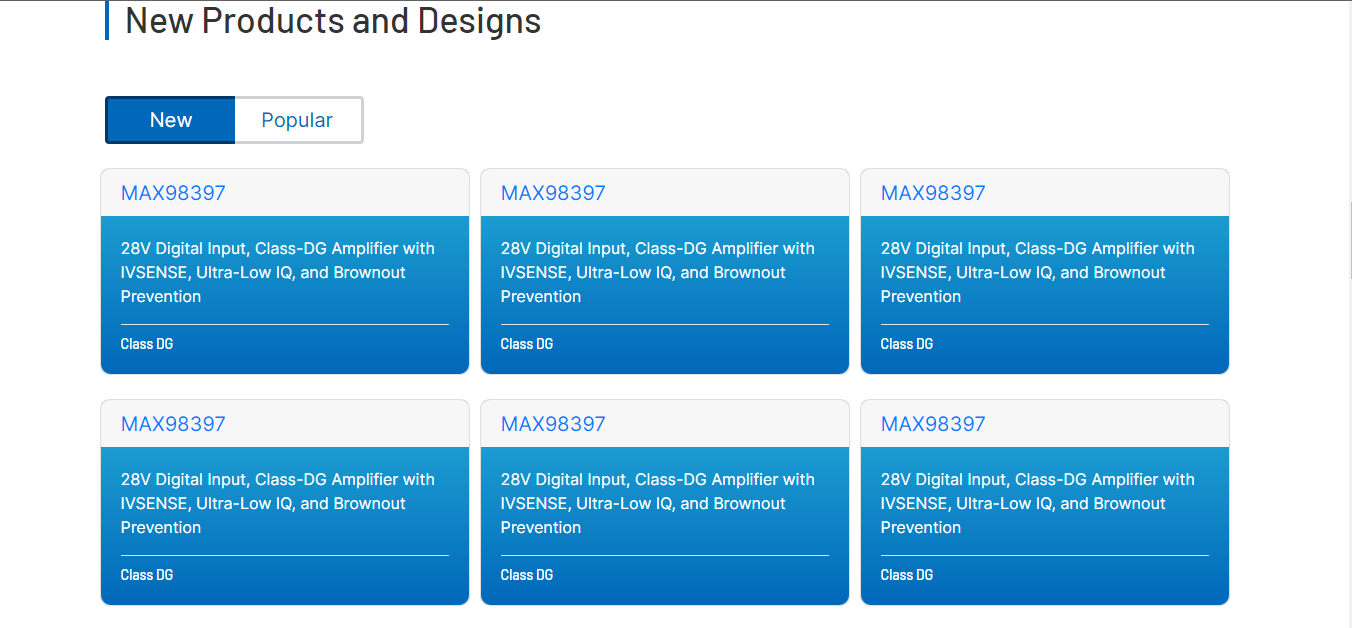 New Products and Designs
New Popular
MAX98397 MAX98397 MAX98397
28V Digital Input, Class-DG Amplifier with
IVSENSE, Ultra-Low IQ, and Brownout
Prevention
Class DG
28V Digital Input, Class-DG Amplifier with
IVSENSE, Ultra-Low IQ, and Brownout
Prevention
Class DG
28V Digital Input, Class-DG Amplifier with
IVSENSE, Ultra-Low IQ, and Brownout
Prevention
Class DG
MAX98397 MAX98397 MAX98397
28V Digital Input, Class-DG Amplifier with
IVSENSE, Ultra-Low IQ, and Brownout
Prevention
Class DG
28V Digital Input, Class-DG Amplifier with
IVSENSE, Ultra-Low IQ, and Brownout
Prevention
Class DG
28V Digital Input, Class-DG Amplifier with
IVSENSE, Ultra-Low IQ, and Brownout
Prevention
Class DG